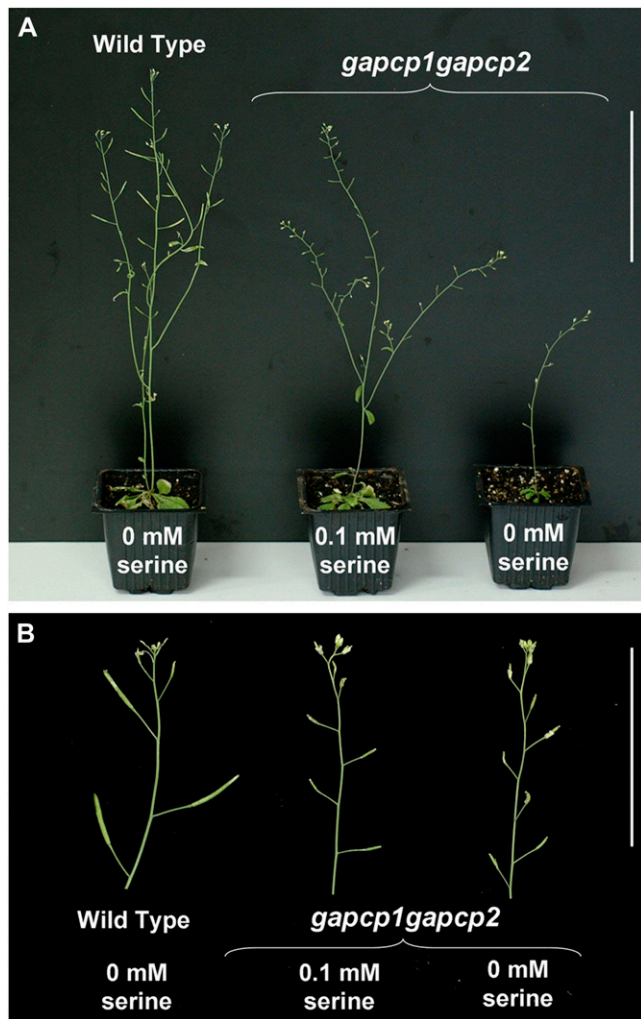 A
Wild Type
gapcp1gapcp2
0 mM
serine
0.1 mM
serine
0 mM
serine
B
Wild Type
gapcp1gapcp2
0 mM
serine
0.1 mM
serine
0 mM
serine